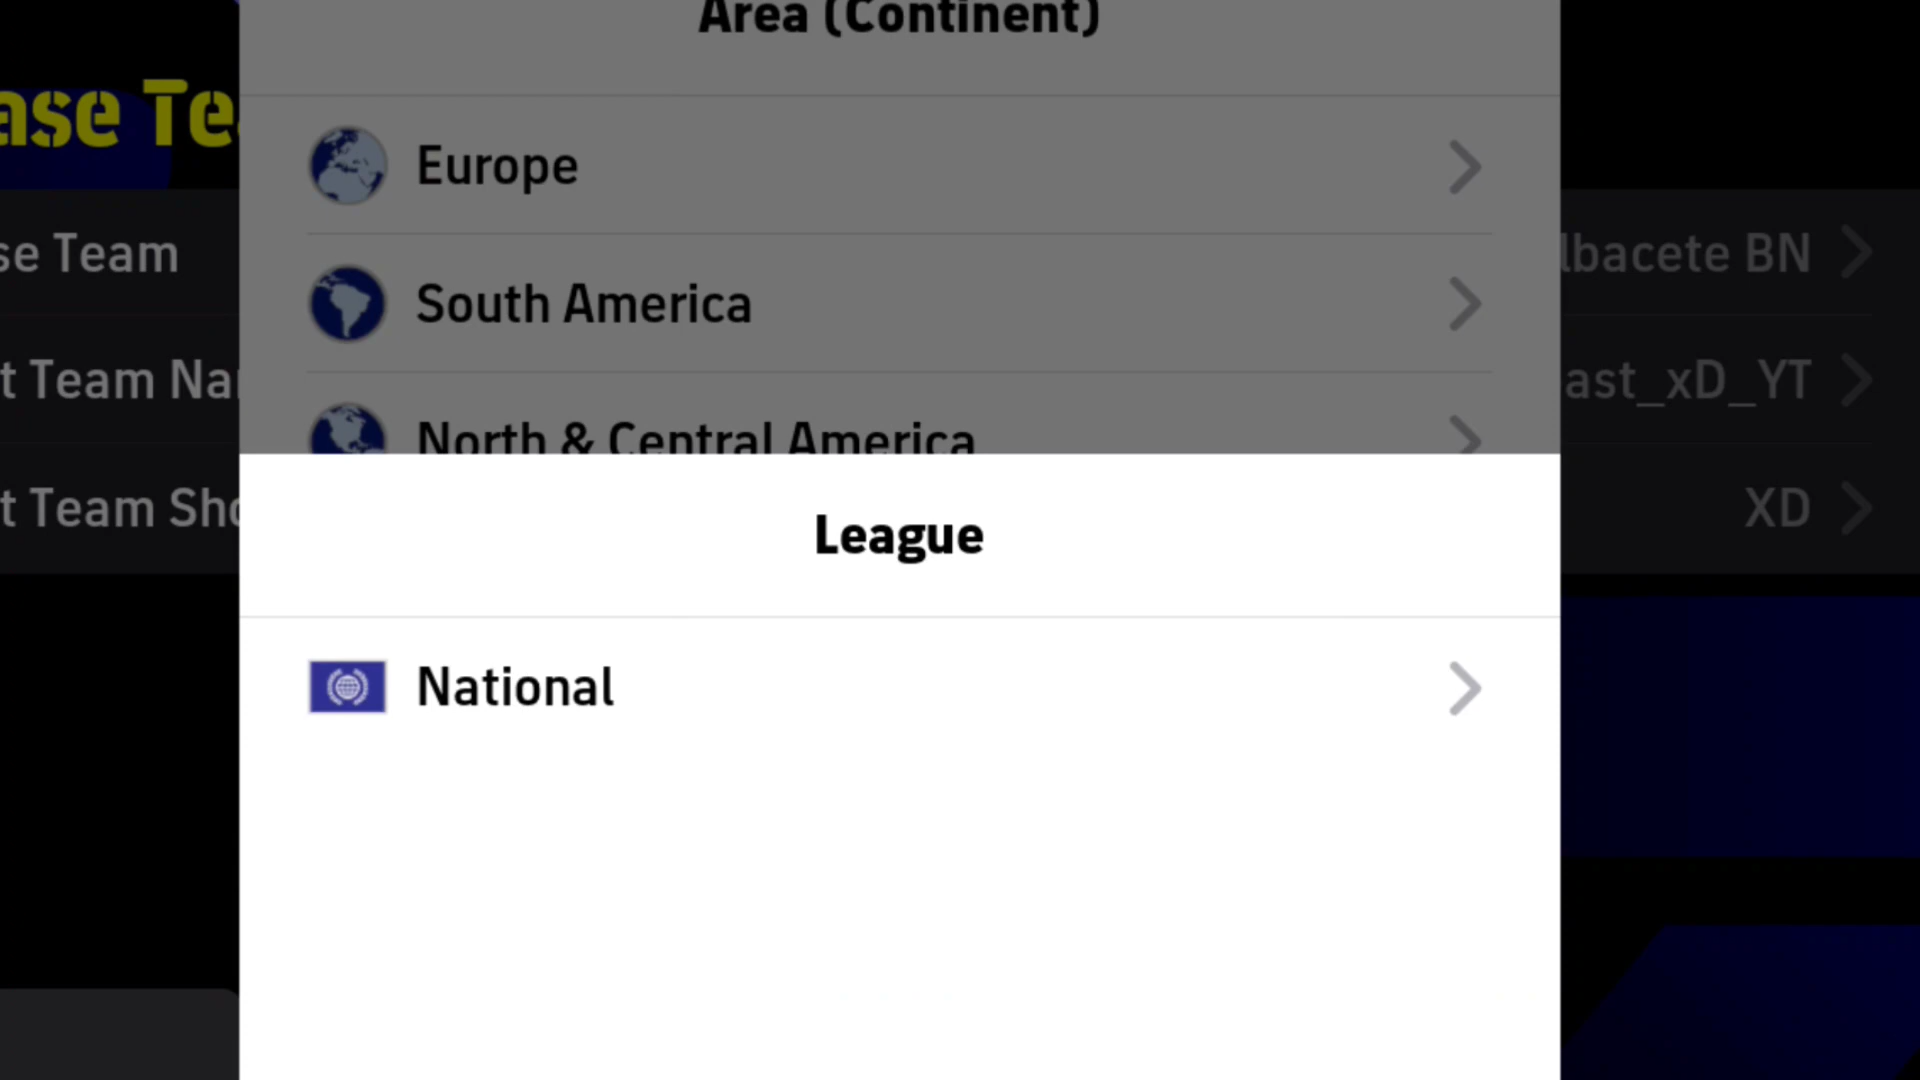 Area (Continent)
ase Te
Europe
se Team
lbacete BN
South America
t Team Na
ast_xD_YT
North & Central America
t Team Sho
XD
League
National